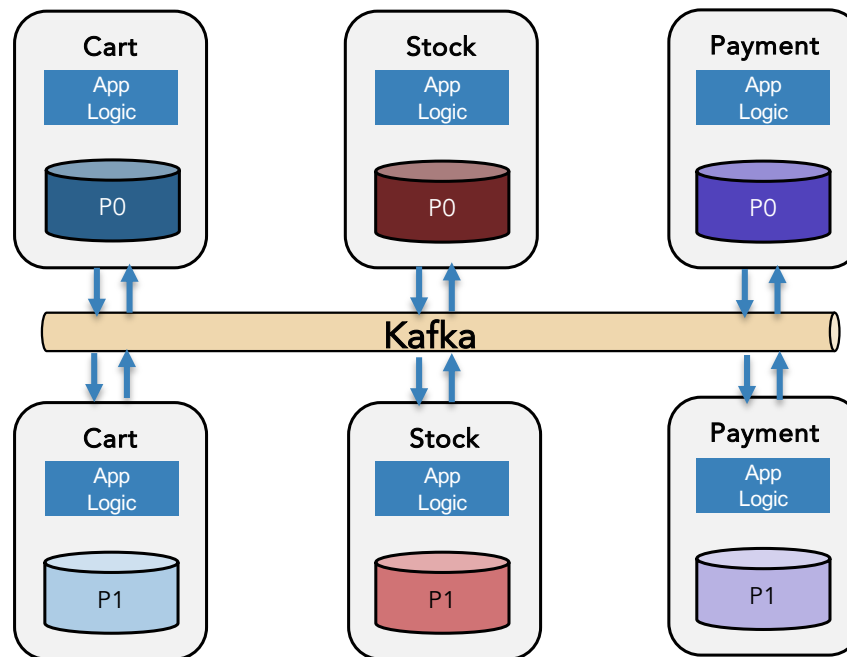 Cart
App
Logic
P0
Stock
App
Logic
P0
Payment
App
Logic
P0
Kafka
Cart
App
Logic
P1
Stock
App
Logic
P1
Payment
App
Logic
P1